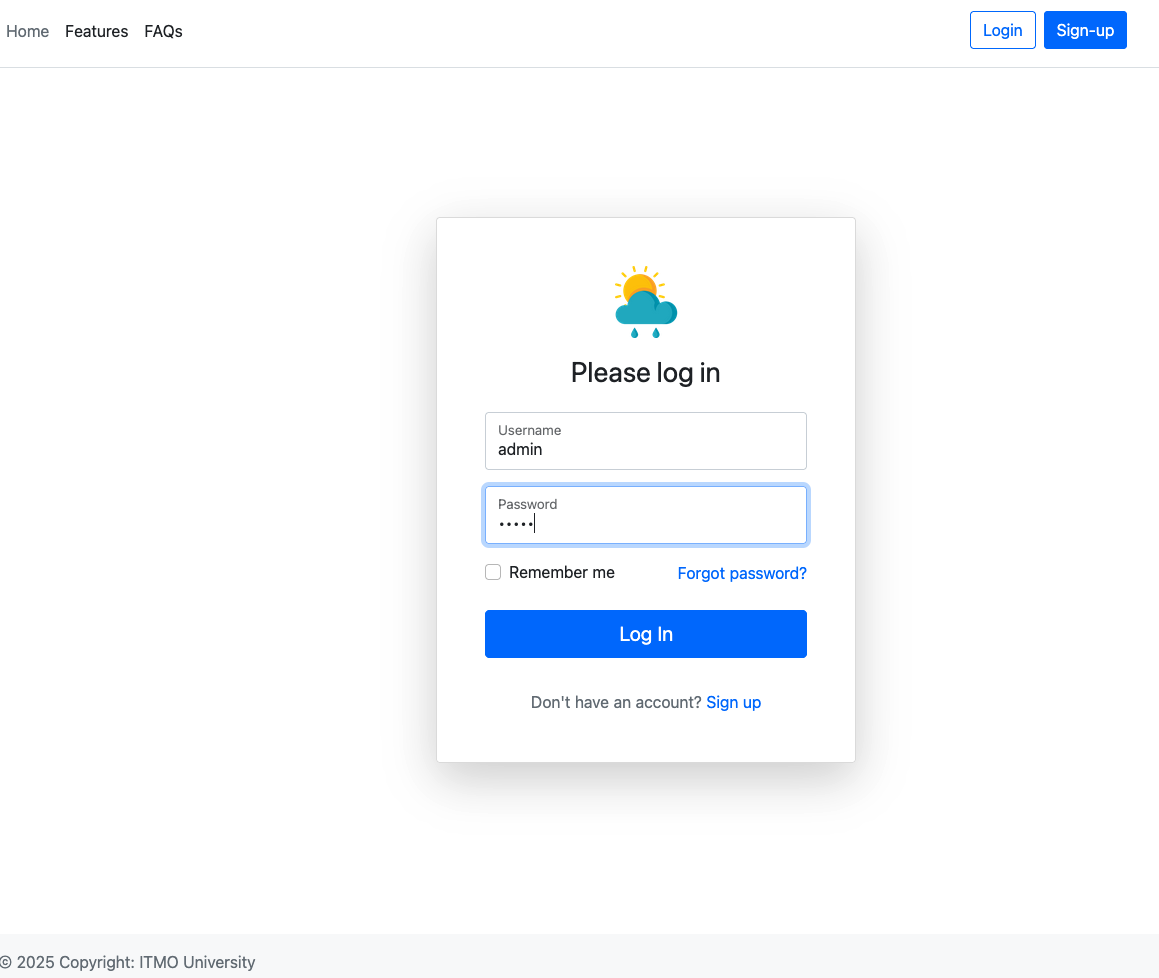 Home Features FAQs Login Sign-up
Please log in
Username
admin
Password
•••••
Remember me Forgot password?
Log In
Don't have an account? Sign up
© 2025 Copyright: ITMO University